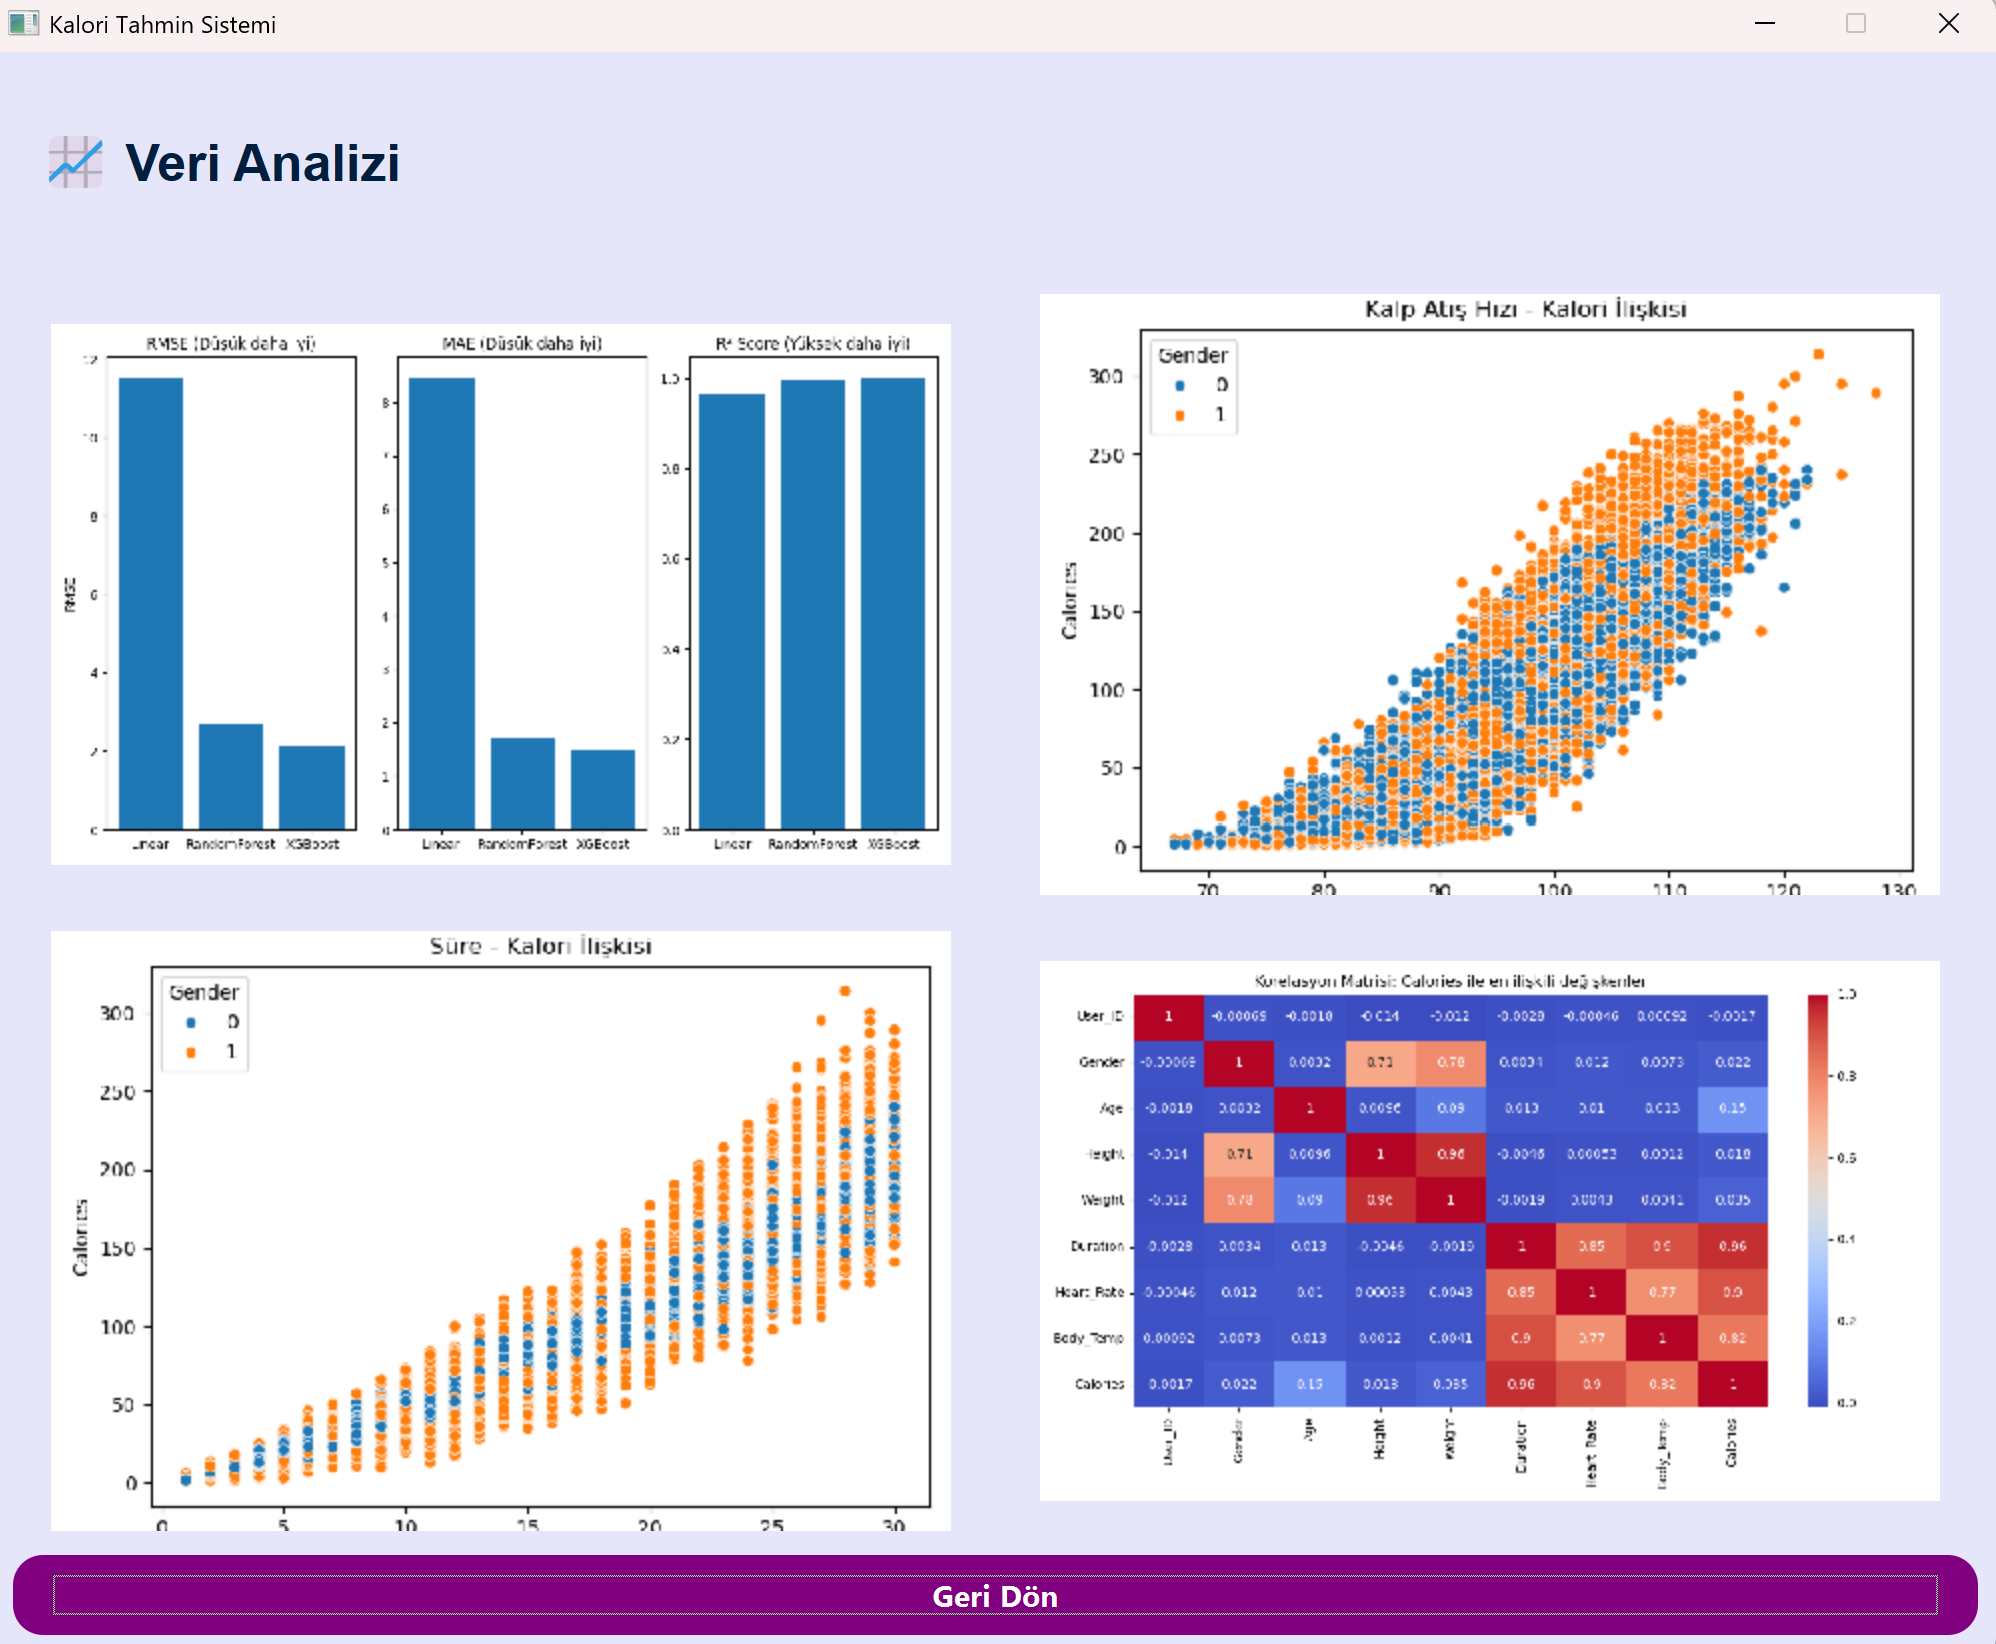 Kalori Tahmin Sistemi
Veri Analizi
RMSE (Düşük daha iyi)
MAE (Düşük daha iyi)
R² Score (Yüksek daha iyi)
12
10
8
6
4
2
0
RMSE
Linear RandomForest XGBoost
8
7
6
5
4
3
2
1
0
Linear RandomForest XGBoost
1.0
0.8
0.6
0.4
0.2
0.0
Linear RandomForest XGBoost
Kalp Atış Hızı - Kalori İlişkisi
Gender
0
1
300
250
200
150
100
50
0
Calories
70 80 90 100 110 120 130
Süre - Kalori İlişkisi
Gender
0
1
300
250
200
150
100
50
0
Calories
0 5 10 15 20 25 30
Korelasyon Matrisi: Calories ile en ilişkili değişkenler
User_ID 1 -0.00069 -0.0018 -0.014 -0.012 -0.0028 -0.00046 0.00092 -0.0017
Gender -0.00069 1 0.0032 0.71 0.78 0.0034 0.012 0.0073 0.022
Age -0.0018 0.0032 1 0.0096 0.09 0.013 0.01 0.013 0.15
Height -0.014 0.71 0.0096 1 0.96 -0.0046 0.00053 0.0012 0.018
Weight -0.012 0.78 0.09 0.96 1 -0.0019 0.0043 0.0041 0.035
Duration -0.0028 0.0034 0.013 -0.0046 -0.0019 1 0.85 0.9 0.96
Heart_Rate -0.00046 0.012 0.01 0.00053 0.0043 0.85 1 0.77 0.9
Body_Temp 0.00092 0.0073 0.013 0.0012 0.0041 0.9 0.77 1 0.82
Calories 0.0017 0.022 0.15 0.018 0.035 0.96 0.9 0.82 1
User_ID Gender Age Height Weight Duration Heart_Rate Body_Temp Calories
1.0
0.8
0.6
0.4
0.2
0.0
Geri Dön